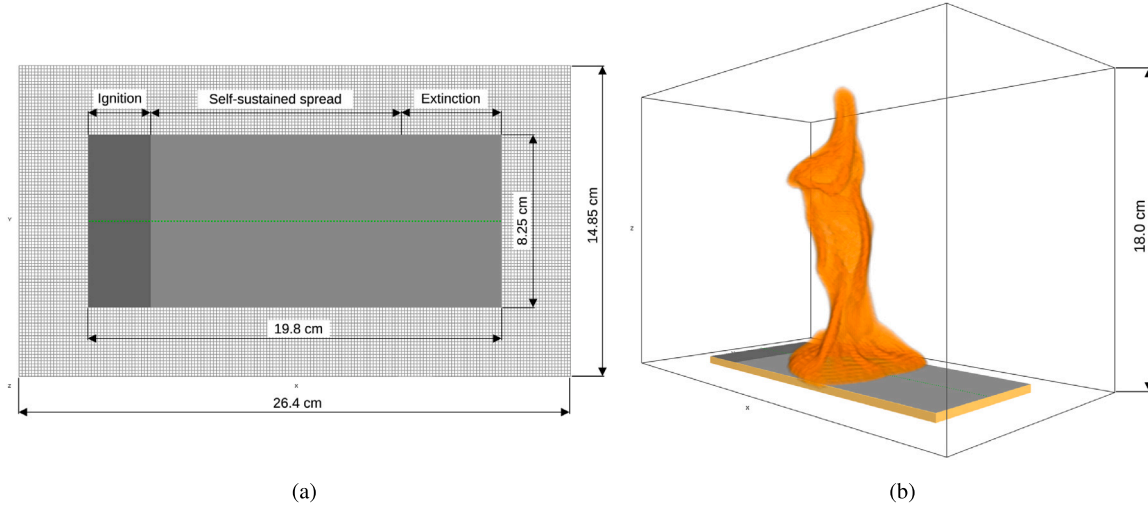 Ignition
Self-sustained spread
Extinction
Y
8.25 cm
14.85 cm
19.8 cm
Z
X
26.4 cm
(a)
Z
18.0 cm
X
(b)